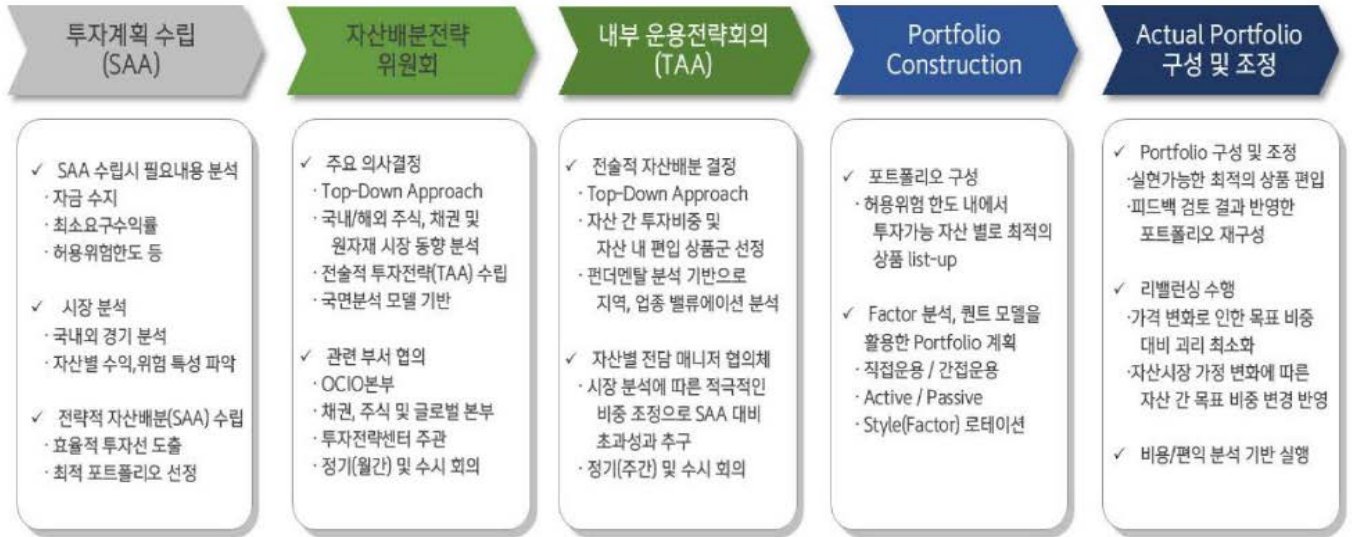 투자계획 수립
(SAA)
✓ SAA 수립시 필요내용 분석
· 자금 수지
· 최소요구수익률
· 허용위험한도 등
✓ 시장 분석
· 국내외 경기 분석
· 자산별 수익,위험 특성 파악
✓ 전략적 자산배분(SAA) 수립
· 효율적 투자선 도출
· 최적 포트폴리오 선정
자산배분전략
위원회
✓ 주요 의사결정
· Top-Down Approach
· 국내/해외 주식, 채권 및
원자재 시장 동향 분석
· 전술적 투자전략(TAA) 수립
· 국면분석 모델 기반
✓ 관련 부서 협의
· OCIO본부
· 채권, 주식 및 글로벌 본부
· 투자전략센터 주관
· 정기(월간) 및 수시 회의
내부 운용전략회의
(TAA)
✓ 전술적 자산배분 결정
· Top-Down Approach
· 자산 간 투자비중 및
자산 내 편입 상품군 선정
· 펀더멘탈 분석 기반으로
지역, 업종 밸류에이션 분석
✓ 자산별 전담 매니저 협의체
· 시장 분석에 따른 적극적인
비중 조정으로 SAA 대비
초과성과 추구
· 정기(주간) 및 수시 회의
Portfolio
Construction
✓ 포트폴리오 구성
· 허용위험 한도 내에서
투자가능 자산 별로 최적의
상품 list-up
✓ Factor 분석, 퀀트 모델을
활용한 Portfolio 계획
· 직접운용 / 간접운용
· Active / Passive
· Style(Factor) 로테이션
Actual Portfolio
구성 및 조정
✓ Portfolio 구성 및 조정
·실현가능한 최적의 상품 편입
·피드백 검토 결과 반영한
포트폴리오 재구성
✓ 리밸런싱 수행
·가격 변화로 인한 목표 비중
대비 괴리 최소화
·자산시장 가정 변화에 따른
자산 간 목표 비중 변경 반영
✓ 비용/편익 분석 기반 실행